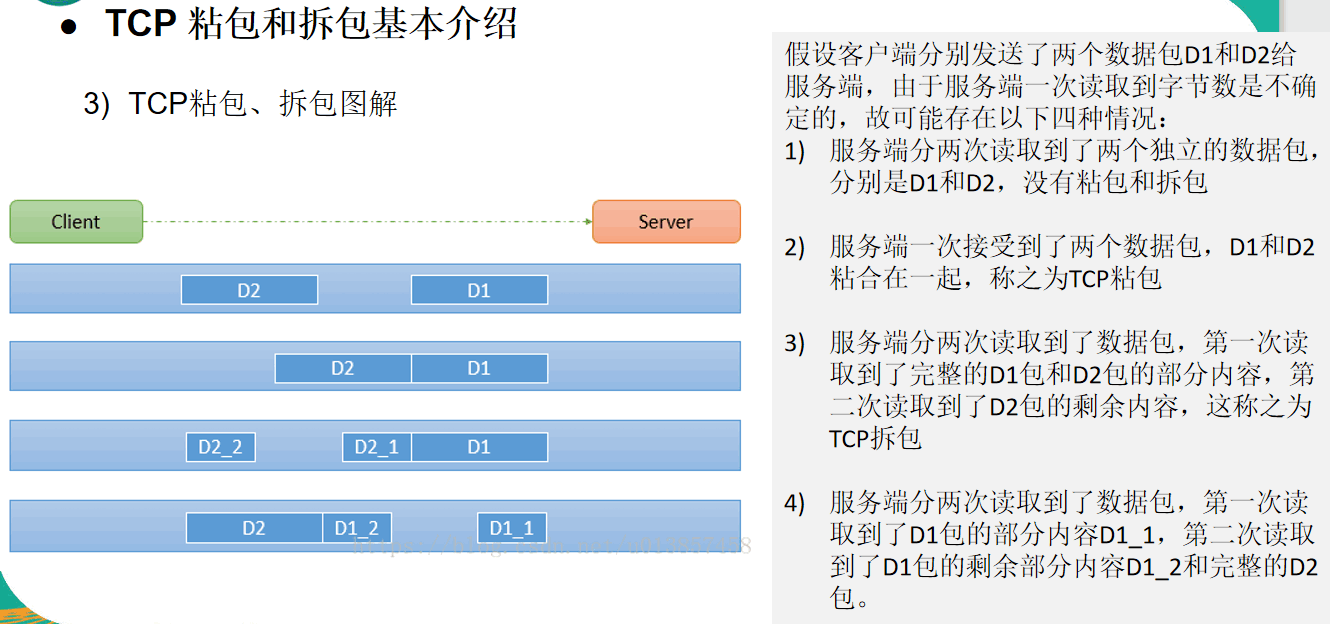 ● TCP 粘包和拆包基本介绍
3) TCP粘包、拆包图解
Client
Server
D2
D1
D2
D1
D2_2
D2_1
D1
D2
D1_2
D1_1
假设客户端分别发送了两个数据包D1和D2给
服务端，由于服务端一次读取到字节数是不确
定的，故可能存在以下四种情况：
1) 服务端分两次读取到了两个独立的数据包，
分别是D1和D2，没有粘包和拆包
2) 服务端一次接受到了两个数据包，D1和D2
粘合在一起，称之为TCP粘包
3) 服务端分两次读取到了数据包，第一次读
取到了完整的D1包和D2包的部分内容，第
二次读取到了D2包的剩余内容，这称之为
TCP拆包
4) 服务端分两次读取到了数据包，第一次读
取到了D1包的部分内容D1_1，第二次读取
到了D1包的剩余部分内容D1_2和完整的D2
包。